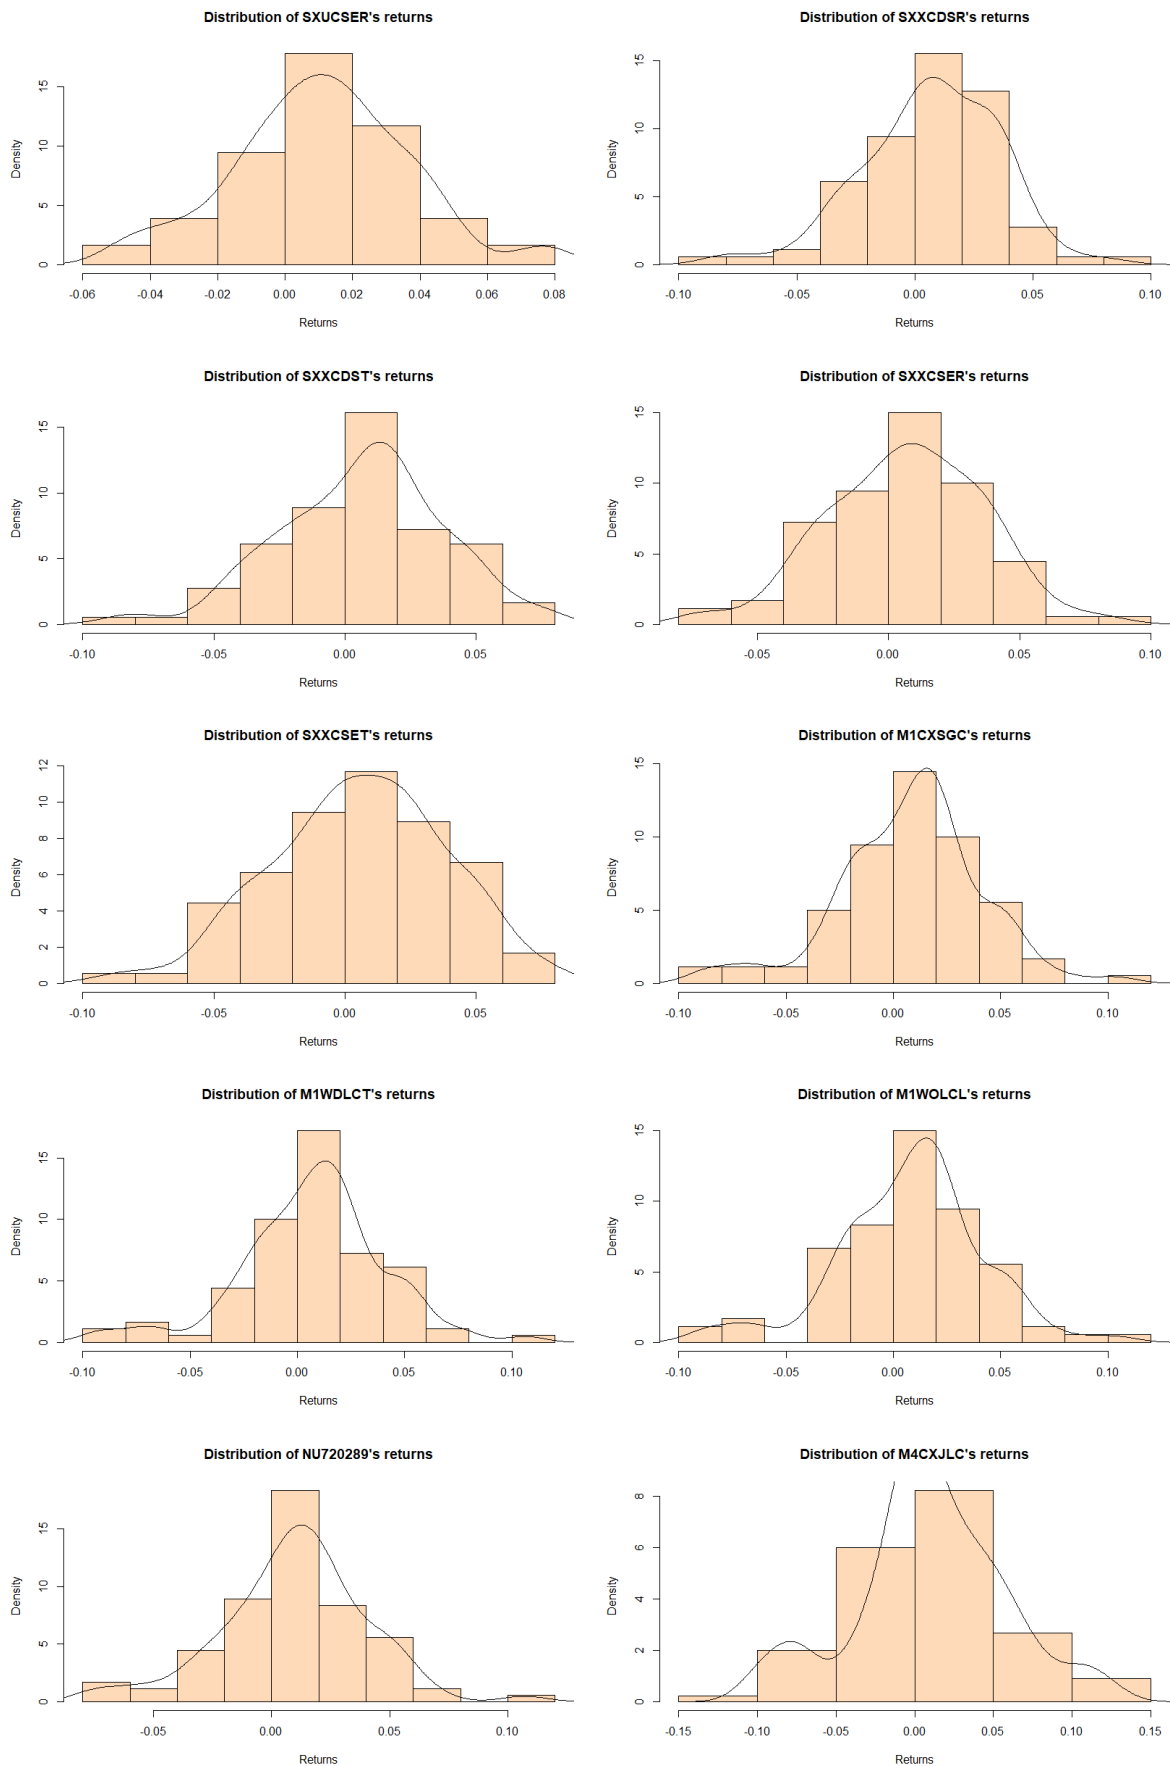 Distribution of SXUCSER's returns
Density
0 5 10 15
-0.06 -0.04 -0.02 0.00 0.02 0.04 0.06 0.08
Returns
Distribution of SXXCDSR's returns
Density
0 5 10 15
-0.10 -0.05 0.00 0.05 0.10
Returns
Distribution of SXXCDST's returns
Density
0 5 10 15
-0.10 -0.05 0.00 0.05
Returns
Distribution of SXXCSER's returns
Density
0 5 10 15
-0.05 0.00 0.05 0.10
Returns
Distribution of SXXCSET's returns
Density
0 2 4 6 8 10 12
-0.10 -0.05 0.00 0.05
Returns
Distribution of M1CXSGC's returns
Density
0 5 10 15
-0.10 -0.05 0.00 0.05 0.10
Returns
Distribution of M1WDLCT's returns
Density
0 5 10 15
-0.10 -0.05 0.00 0.05 0.10
Returns
Distribution of M1WOLCL's returns
Density
0 5 10 15
-0.10 -0.05 0.00 0.05 0.10
Returns
Distribution of NU720289's returns
Density
0 5 10 15
-0.05 0.00 0.05 0.10
Returns
Distribution of M4CXJLC's returns
Density
0 2 4 6 8
-0.15 -0.10 -0.05 0.00 0.05 0.10 0.15
Returns